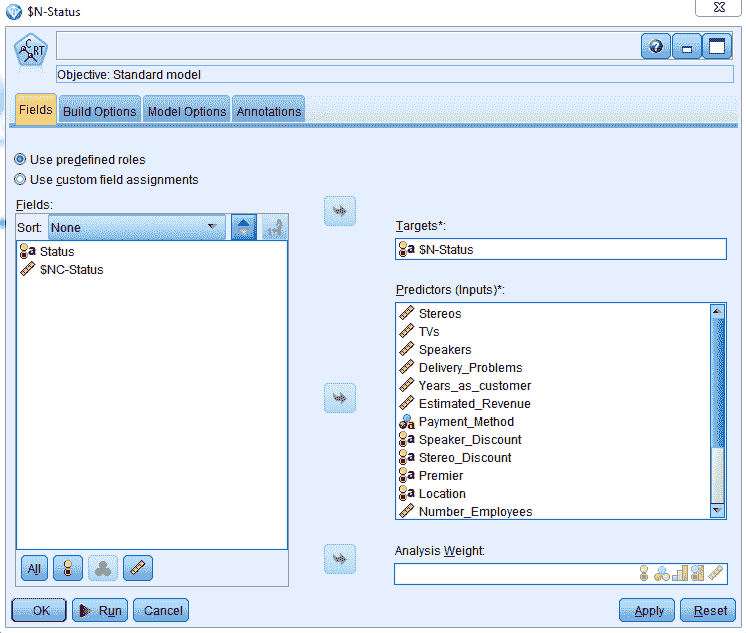 $N-Status
C RT
Objective: Standard model
Fields Build Options Model Options Annotations
Use predefined roles
Use custom field assignments
Fields:
Sort: None
a Status
$NC-Status
Targets*:
a $N-Status
Predictors (Inputs)*:
Stereos
TVs
Speakers
Delivery_Problems
Years_as_customer
Estimated_Revenue
a Payment_Method
a Speaker_Discount
a Stereo_Discount
a Premier
a Location
Number_Employees
All
Analysis Weight:
OK Run Cancel Apply Reset